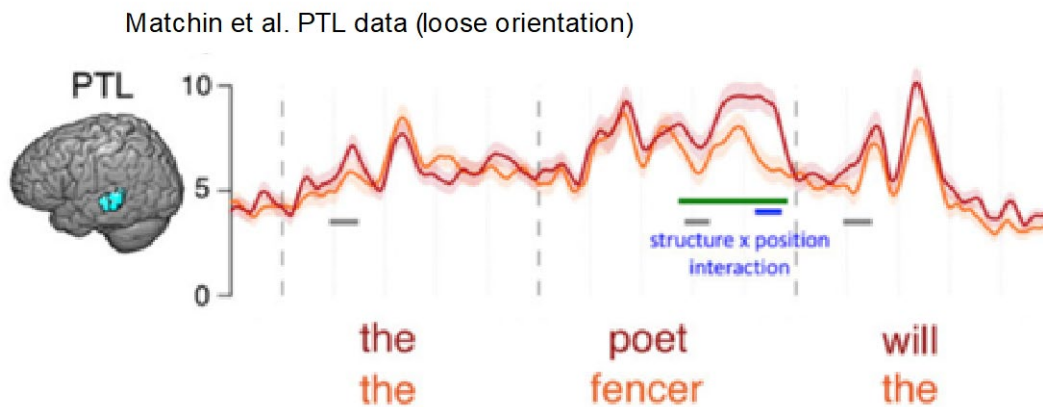 Matchin et al. PTL data (loose orientation)
PTL
10
5
0
structure x position
interaction
the poet will
the fencer the